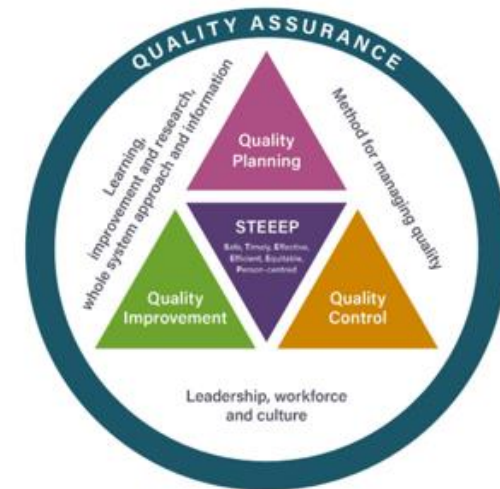 QUALITY ASSURANCE
Learning,
improvement and research,
whole system approach and information
Method for managing quality
Quality
Planning
STEEEP
Safe, Timely, Effective,
Efficient, Equitable,
Person-centred
Quality
Improvement
Quality
Control
Leadership, workforce
and culture